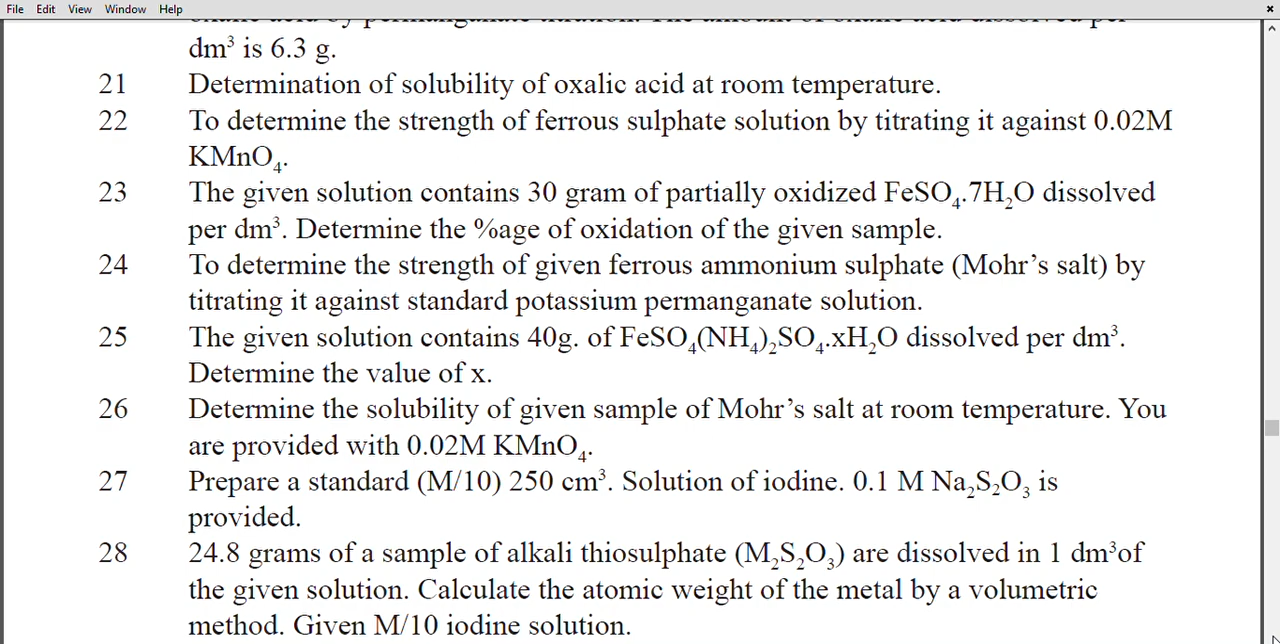 File Edit View Window Help
dm³ is 6.3 g.
21 Determination of solubility of oxalic acid at room temperature.
22 To determine the strength of ferrous sulphate solution by titrating it against 0.02M
KMnO₄.
23 The given solution contains 30 gram of partially oxidized FeSO₄.7H₂O dissolved
per dm³. Determine the %age of oxidation of the given sample.
24 To determine the strength of given ferrous ammonium sulphate (Mohr’s salt) by
titrating it against standard potassium permanganate solution.
25 The given solution contains 40g. of FeSO₄(NH₄)₂SO₄.xH₂O dissolved per dm³.
Determine the value of x.
26 Determine the solubility of given sample of Mohr’s salt at room temperature. You
are provided with 0.02M KMnO₄.
27 Prepare a standard (M/10) 250 cm³. Solution of iodine. 0.1 M Na₂S₂O₃ is
provided.
28 24.8 grams of a sample of alkali thiosulphate (M₂S₂O₃) are dissolved in 1 dm³of
the given solution. Calculate the atomic weight of the metal by a volumetric
method. Given M/10 iodine solution.